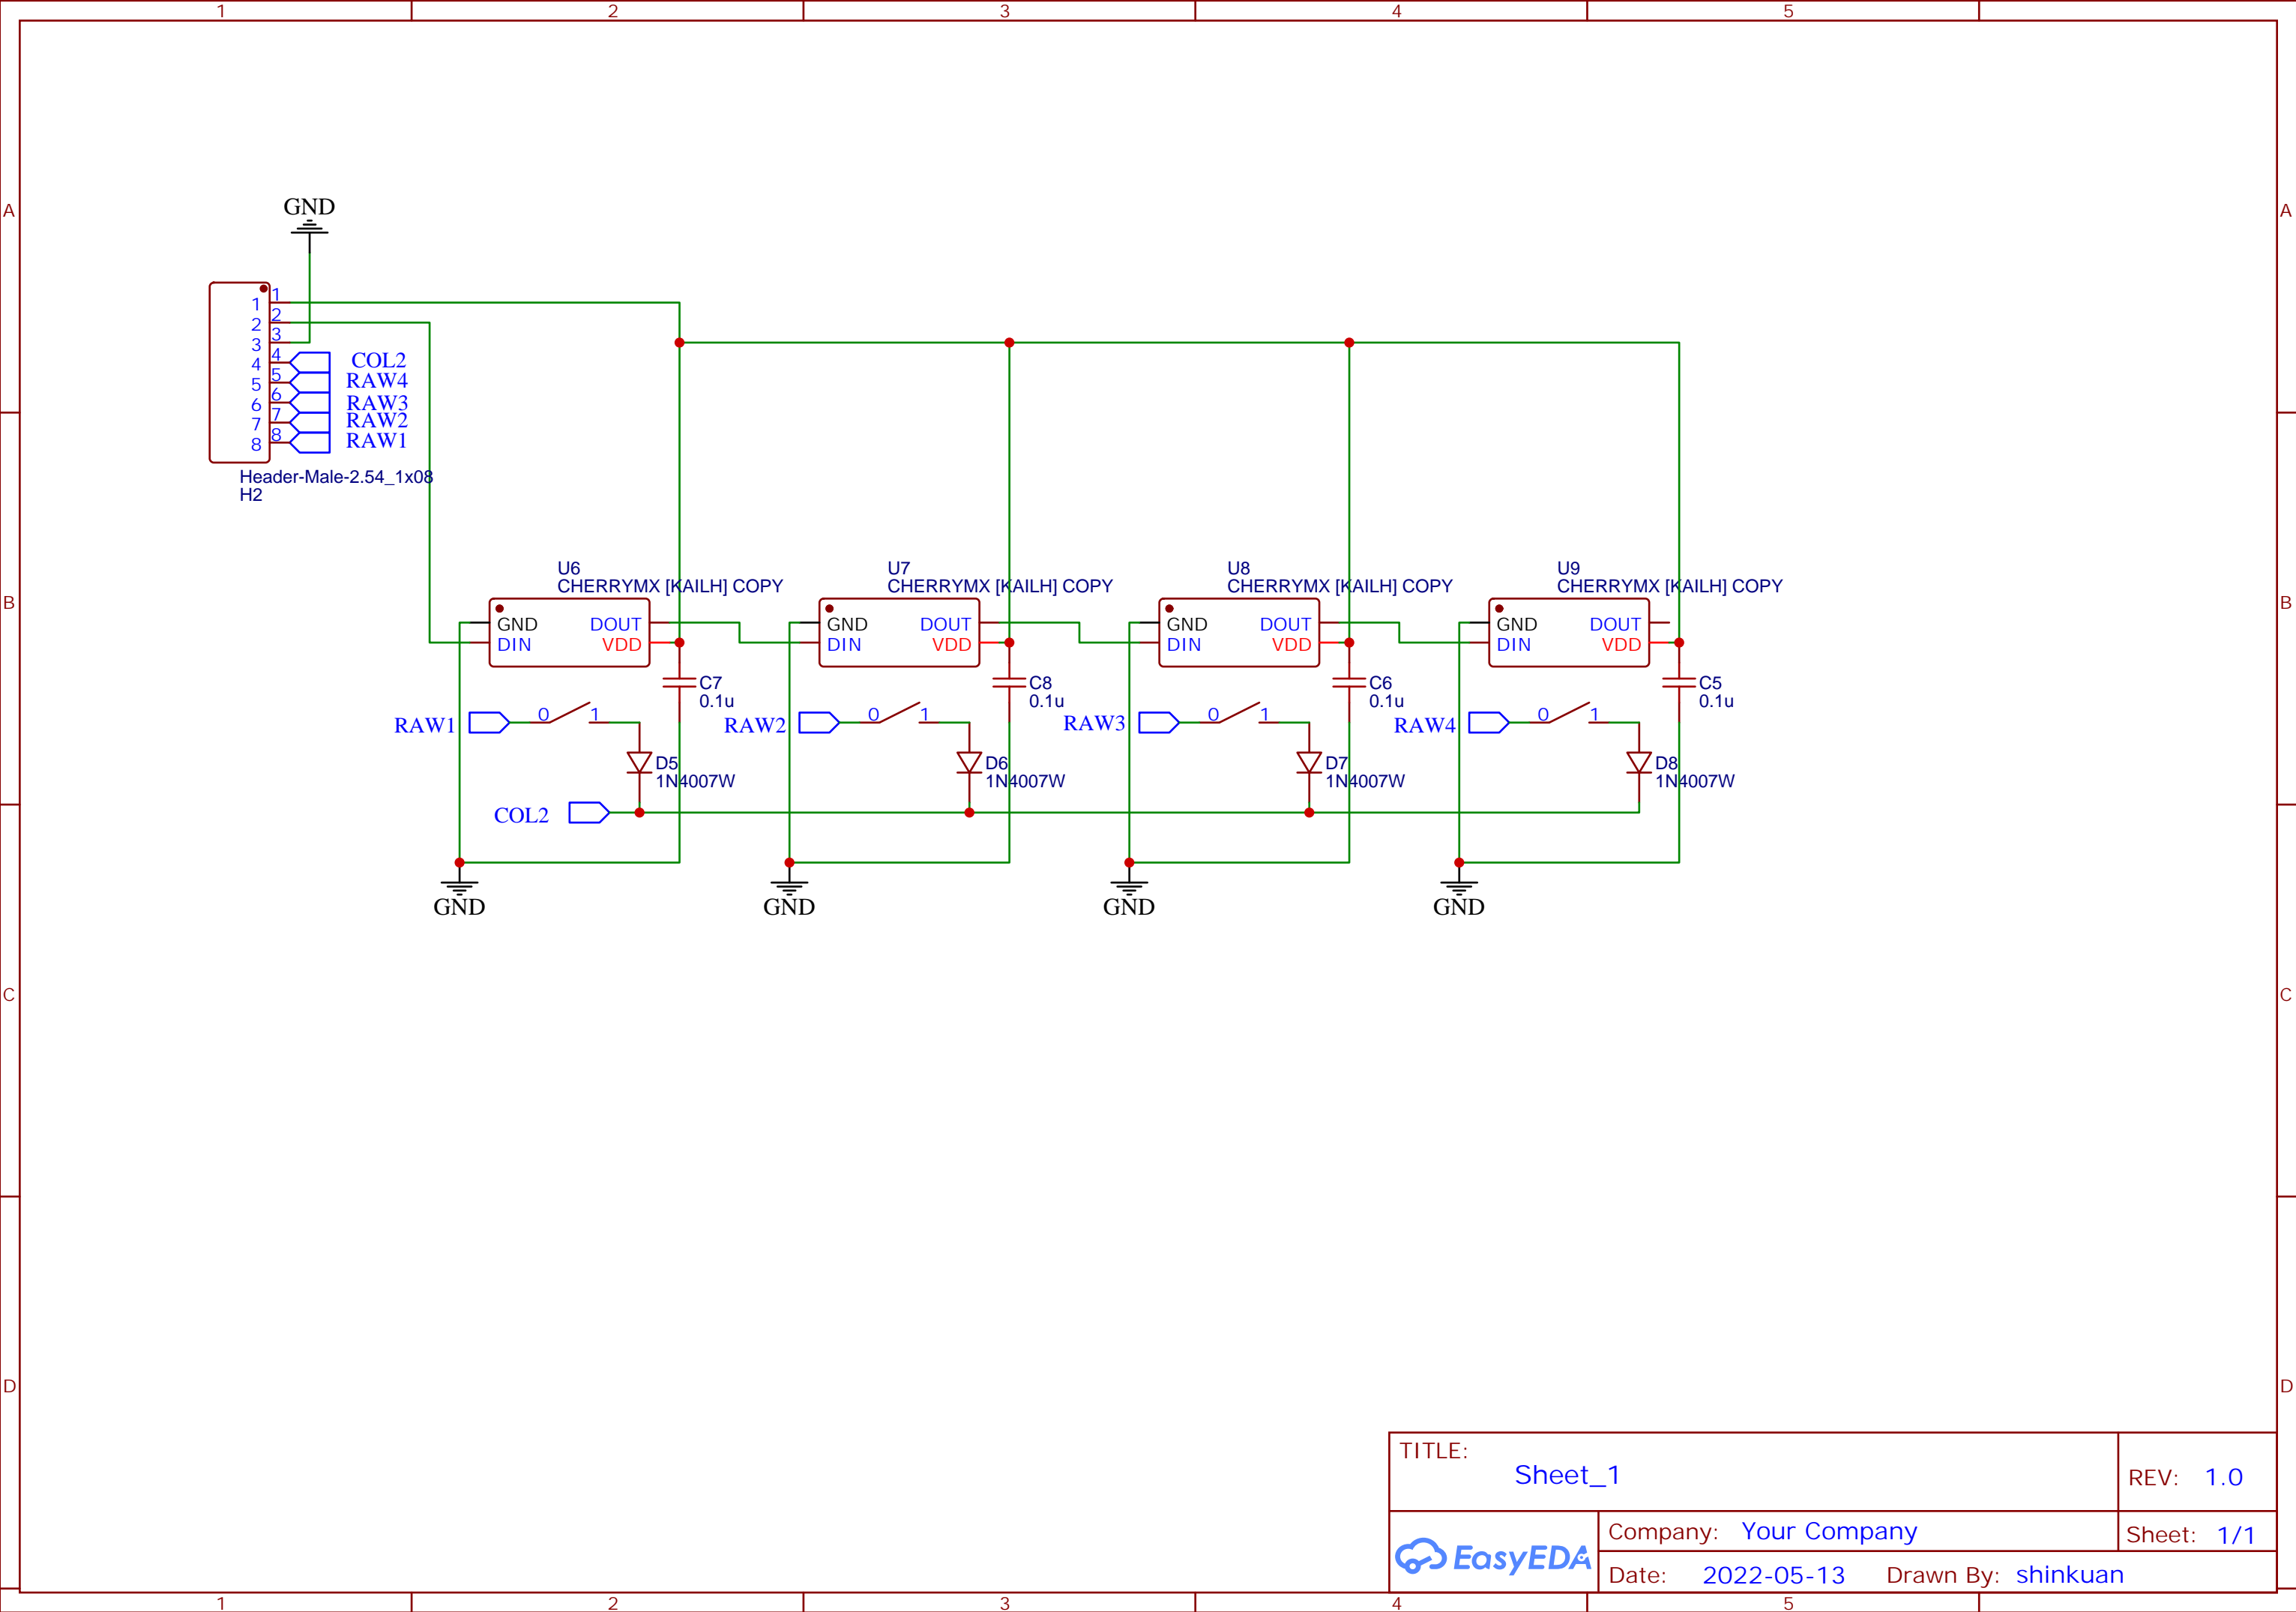 1 2 3 4 5
A A
GND
1 1
2 2
3 3
4 4 COL2
5 5 RAW4
6 6 RAW3
7 7 RAW2
8 8 RAW1
Header-Male-2.54_1x08
H2
U6 U7 U8 U9
CHERRYMX [KAILH] COPY CHERRYMX [KAILH] COPY CHERRYMX [KAILH] COPY CHERRYMX [KAILH] COPY
B B
GND DOUT GND DOUT GND DOUT GND DOUT
DIN VDD DIN VDD DIN VDD DIN VDD
C7 C8 C6 C5
0.1u 0.1u 0.1u 0.1u
RAW1 0 1 RAW2 0 1 RAW3 0 1 RAW4 0 1
D5 D6 D7 D8
1N4007W 1N4007W 1N4007W 1N4007W
COL2
GND GND GND GND
C C
D D
TITLE:
Sheet_1
REV: 1.0
EasyEDA
Company: Your Company
Sheet: 1/1
Date: 2022-05-13 Drawn By: shinkuan
1 2 3 4 5